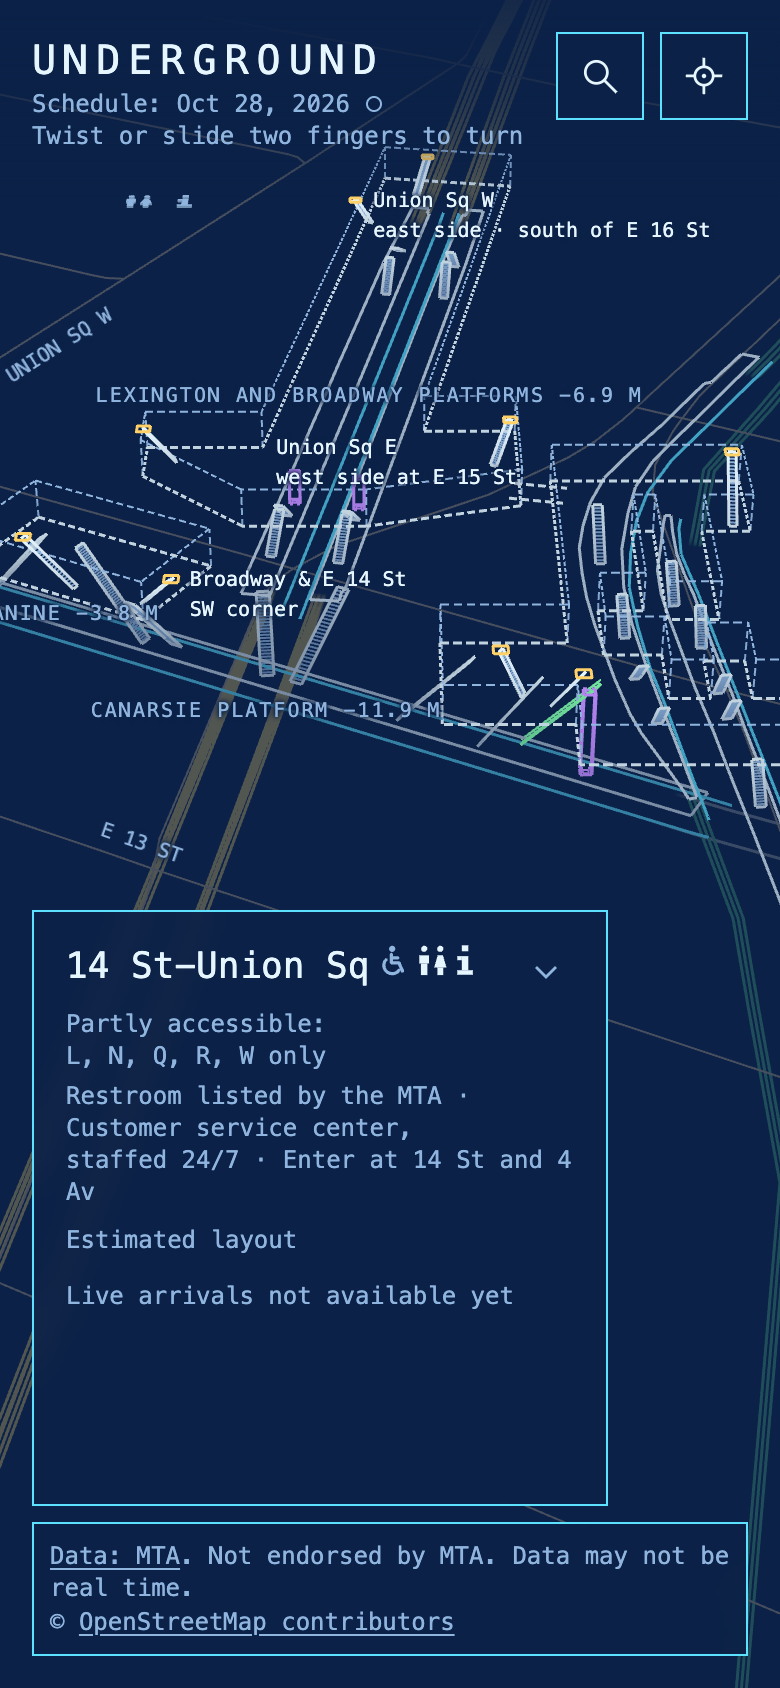 UNDERGROUND
Schedule: Oct 28, 2026
Twist or slide two fingers to turn
Union Sq W
east side · south of E 16 St
UNION SQ W
LEXINGTON AND BROADWAY PLATFORMS −6.9 M
Union Sq E
west side at E 15 St
Broadway & E 14 St
SW corner
ANINE −3.8 M
CANARSIE PLATFORM −11.9 M
E 13 ST
14 St–Union Sq
Partly accessible:
L, N, Q, R, W only
Restroom listed by the MTA ·
Customer service center,
staffed 24/7 · Enter at 14 St and 4
Av
Estimated layout
Live arrivals not available yet
Data: MTA. Not endorsed by MTA. Data may not be
real time.
© OpenStreetMap contributors